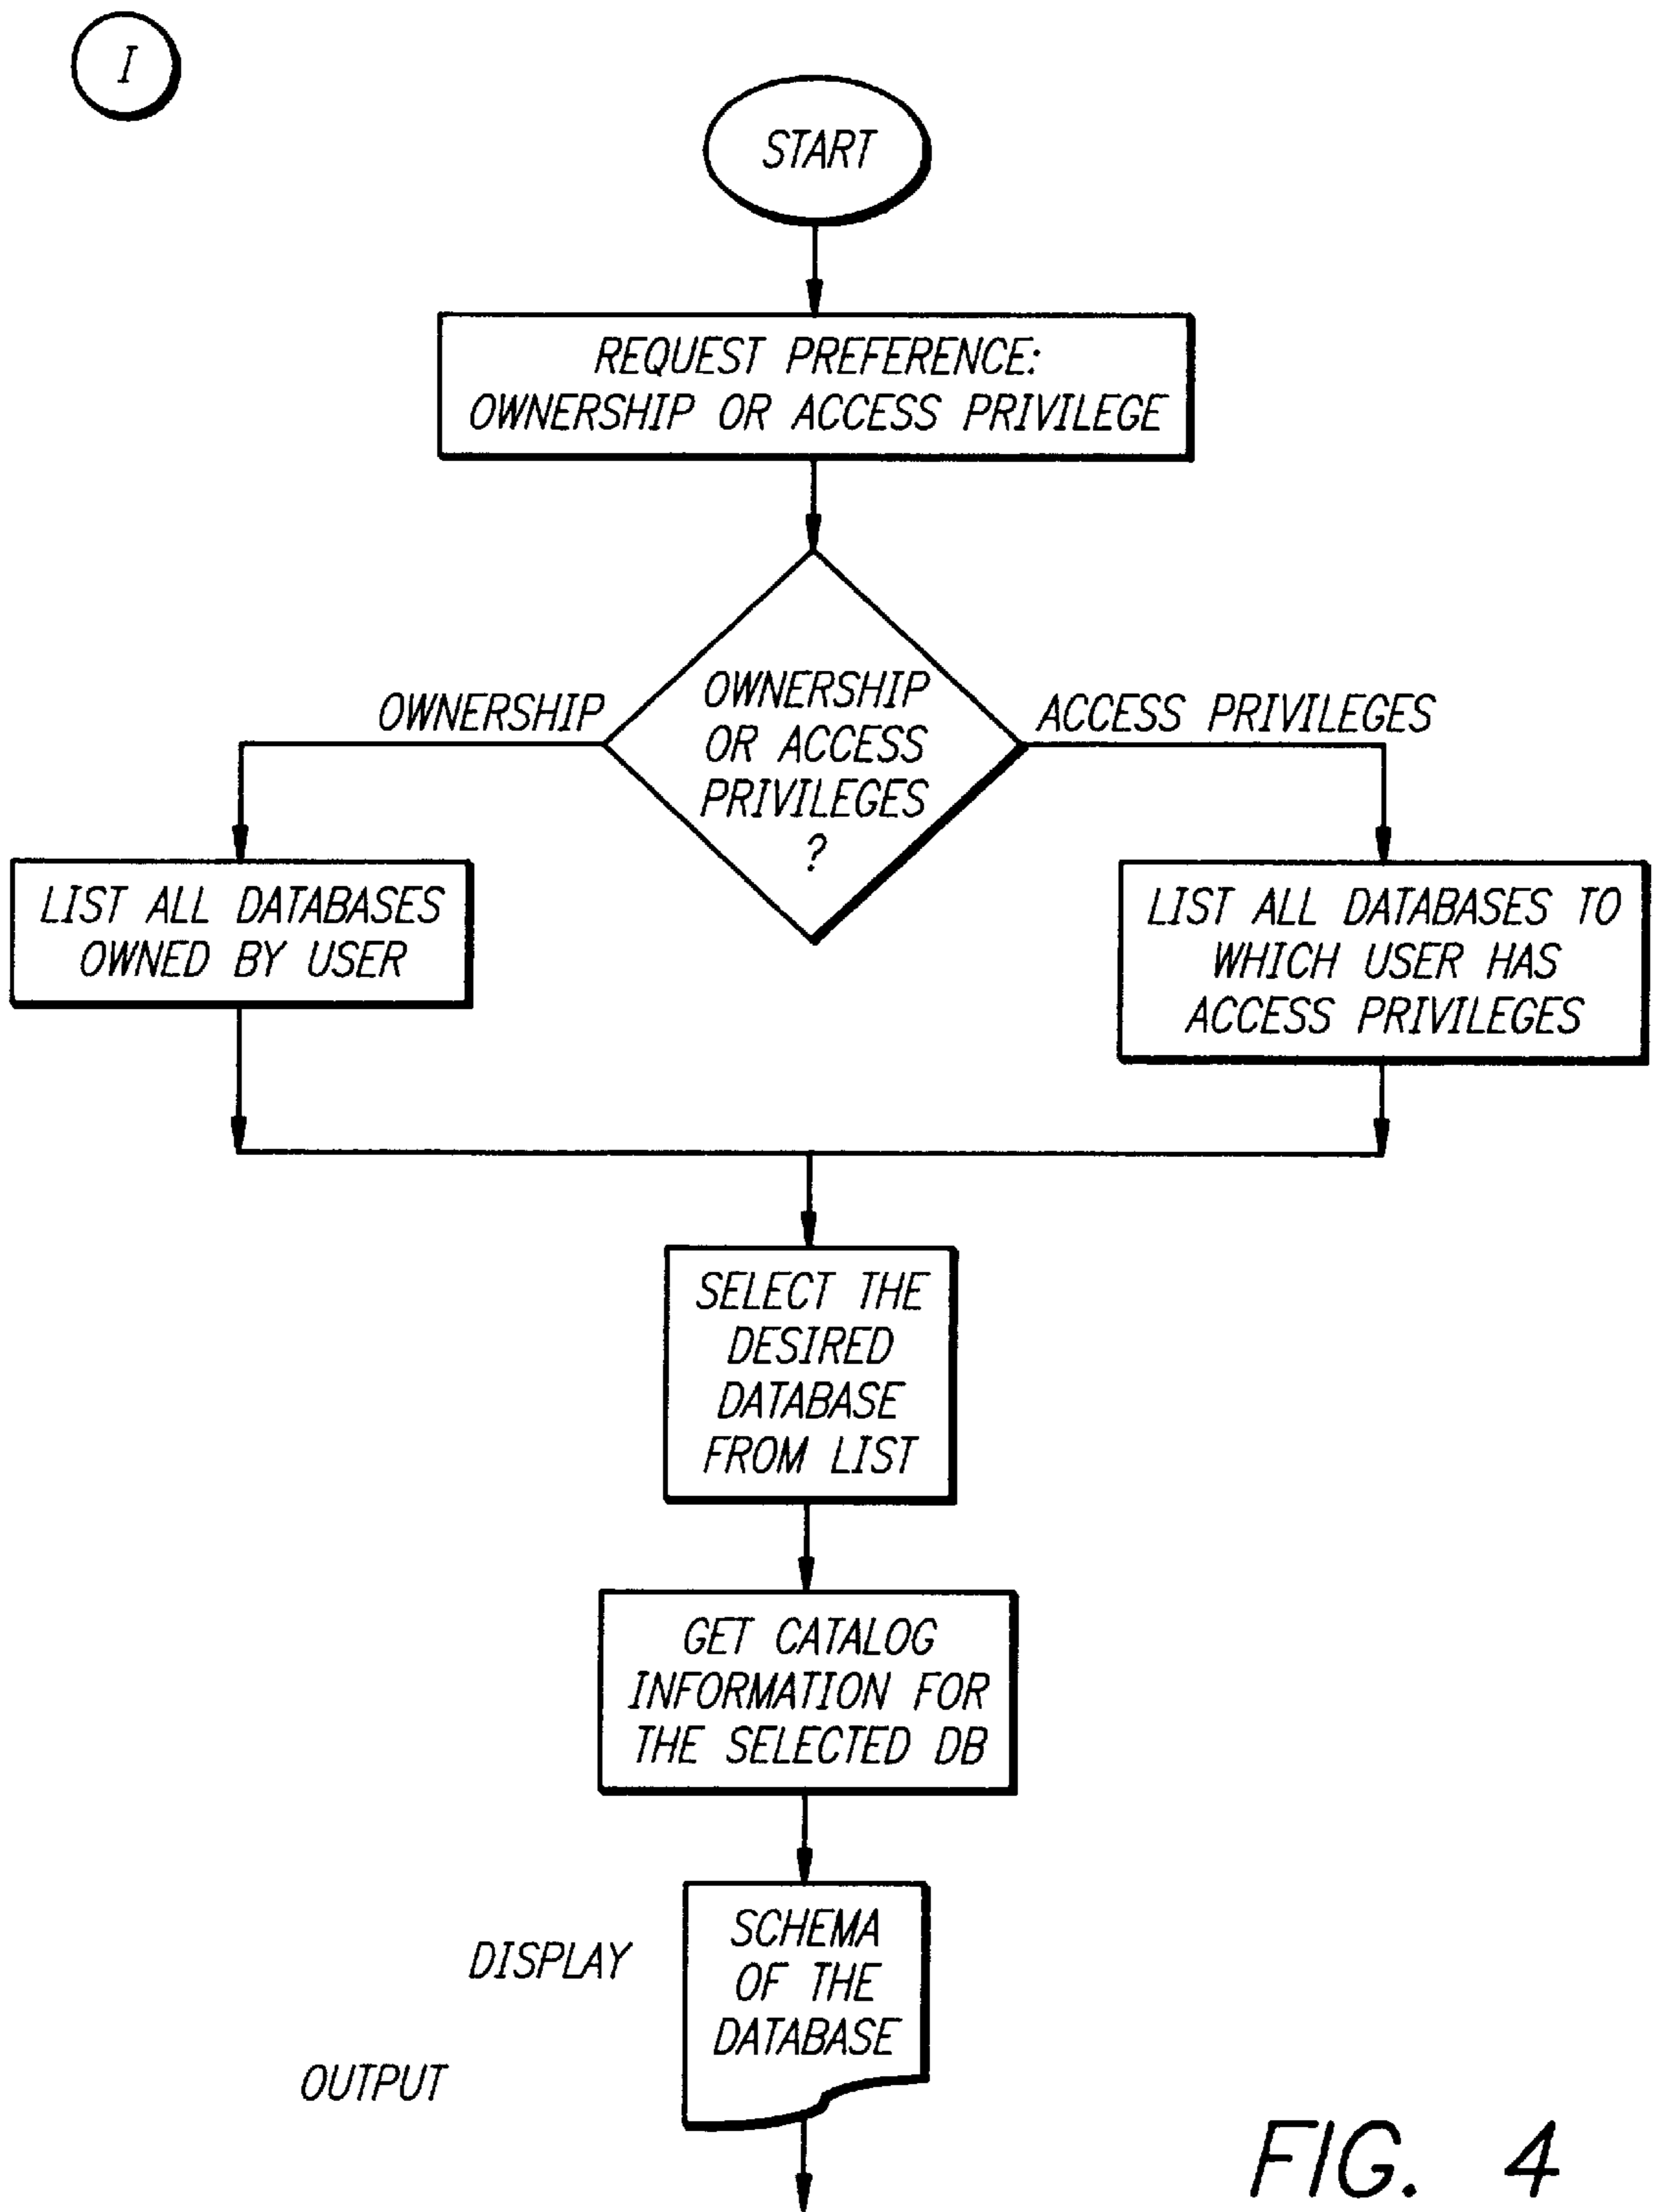 I
START
REQUEST PREFERENCE:
OWNERSHIP OR ACCESS PRIVILEGE
OWNERSHIP
OWNERSHIP
OR ACCESS
PRIVILEGES
?
ACCESS PRIVILEGES
LIST ALL DATABASES
OWNED BY USER
LIST ALL DATABASES TO
WHICH USER HAS
ACCESS PRIVILEGES
SELECT THE
DESIRED
DATABASE
FROM LIST
GET CATALOG
INFORMATION FOR
THE SELECTED DB
DISPLAY
SCHEMA
OF THE
DATABASE
OUTPUT
FIG. 4